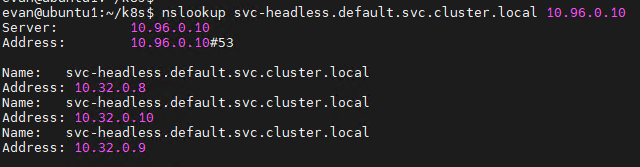 evan@ubuntu1:~/k8s$
evan@ubuntu1:~/k8s$ nslookup svc-headless.default.svc.cluster.local 10.96.0.10
Server: 10.96.0.10
Address: 10.96.0.10#53
Name: svc-headless.default.svc.cluster.local
Address: 10.32.0.8
Name: svc-headless.default.svc.cluster.local
Address: 10.32.0.10
Name: svc-headless.default.svc.cluster.local
Address: 10.32.0.9